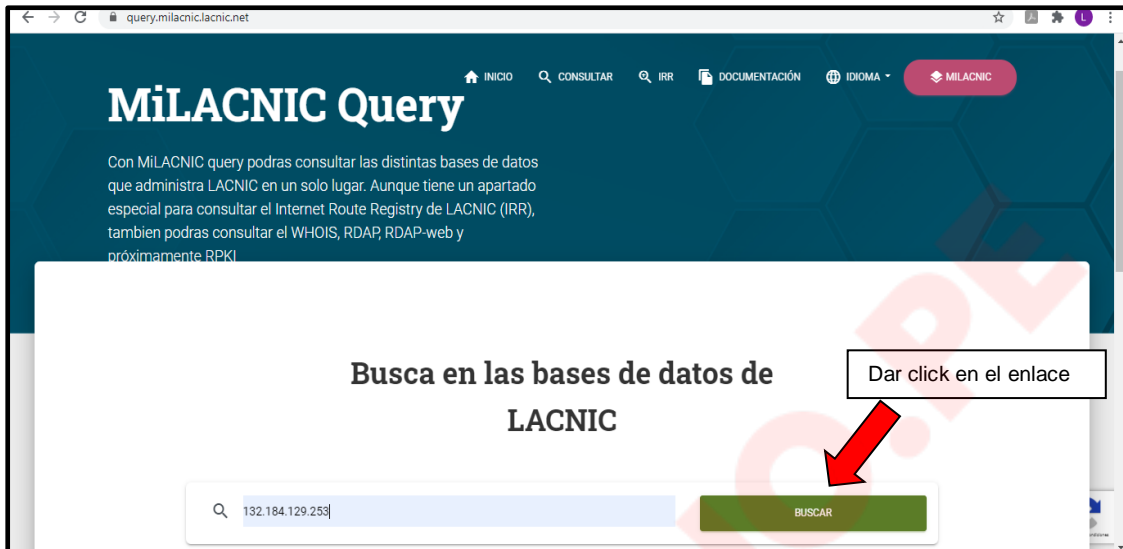 query.milacnic.lacnic.net
L
INICIO
CONSULTAR
IRR
DOCUMENTACIÓN
IDIOMA
MILACNIC
MiLACNIC Query
Con MiLACNIC query podras consultar las distintas bases de datos
que administra LACNIC en un solo lugar. Aunque tiene un apartado
especial para consultar el Internet Route Registry de LACNIC (IRR),
tambien podras consultar el WHOIS, RDAP, RDAP-web y
próximamente RPKI
Busca en las bases de datos de
LACNIC
Dar click en el enlace
132.184.129.253
BUSCAR
O.PE